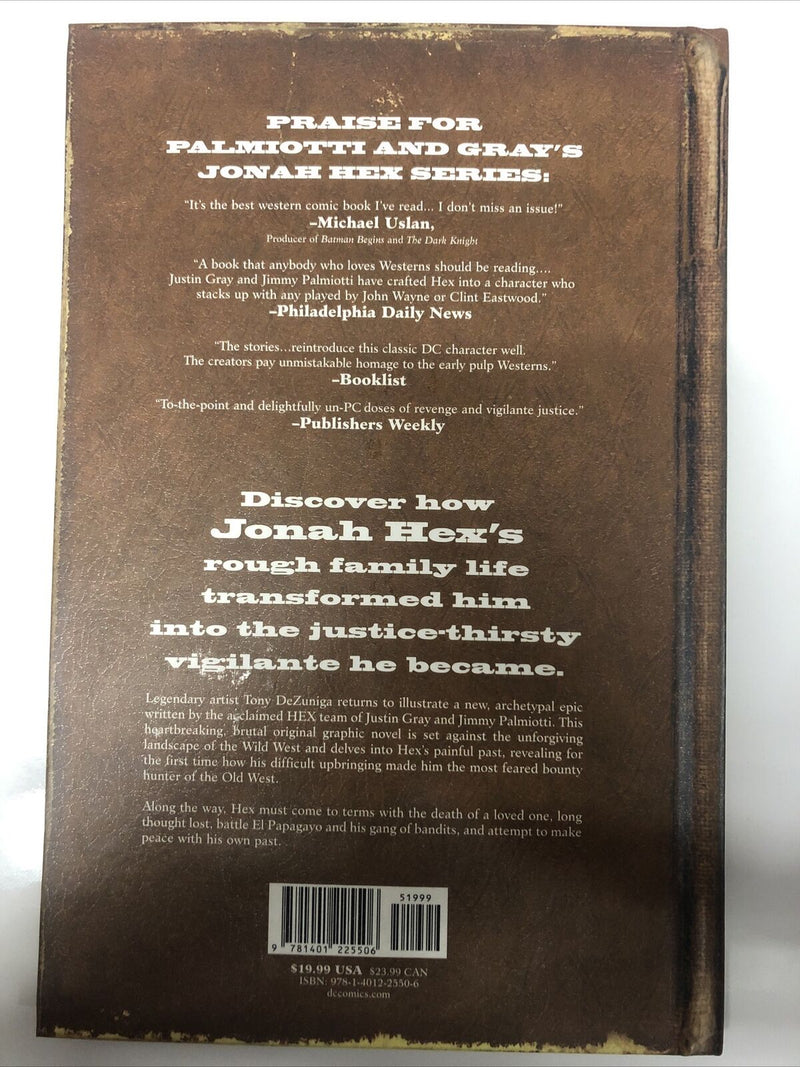 PRAISE FOR
PALMIOTTI AND GRAY'S
JONAH HEX SERIES:
"It's the best western comic book I've read... I don't miss an issue!"
–Michael Uslan,
Producer of Batman Begins and The Dark Knight
"A book that anybody who loves Westerns should be reading....
Justin Gray and Jimmy Palmiotti have crafted Hex into a character who
stacks up with any played by John Wayne or Clint Eastwood."
–Philadelphia Daily News
"The stories...reintroduce this classic DC character well.
The creators pay unmistakable homage to the early pulp Westerns."
–Booklist
"To-the-point and delightfully un-PC doses of revenge and vigilante justice."
–Publishers Weekly
Discover how
Jonah Hex's
rough family life
transformed him
into the justice-thirsty
vigilante he became.
Legendary artist Tony DeZuniga returns to illustrate a new, archetypal epic
written by the acclaimed HEX team of Justin Gray and Jimmy Palmiotti. This
heartbreaking, brutal original graphic novel is set against the unforgiving
landscape of the Wild West and delves into Hex's painful past, revealing for
the first time how his difficult upbringing made him the most feared bounty
hunter of the Old West.
Along the way, Hex must come to terms with the death of a loved one, long
thought lost, battle El Papagayo and his gang of bandits, and attempt to make
peace with his own past.
51999
9 781401 225506
$19.99 USA $23.99 CAN
ISBN: 978-1-4012-2550-6
dccomics.com